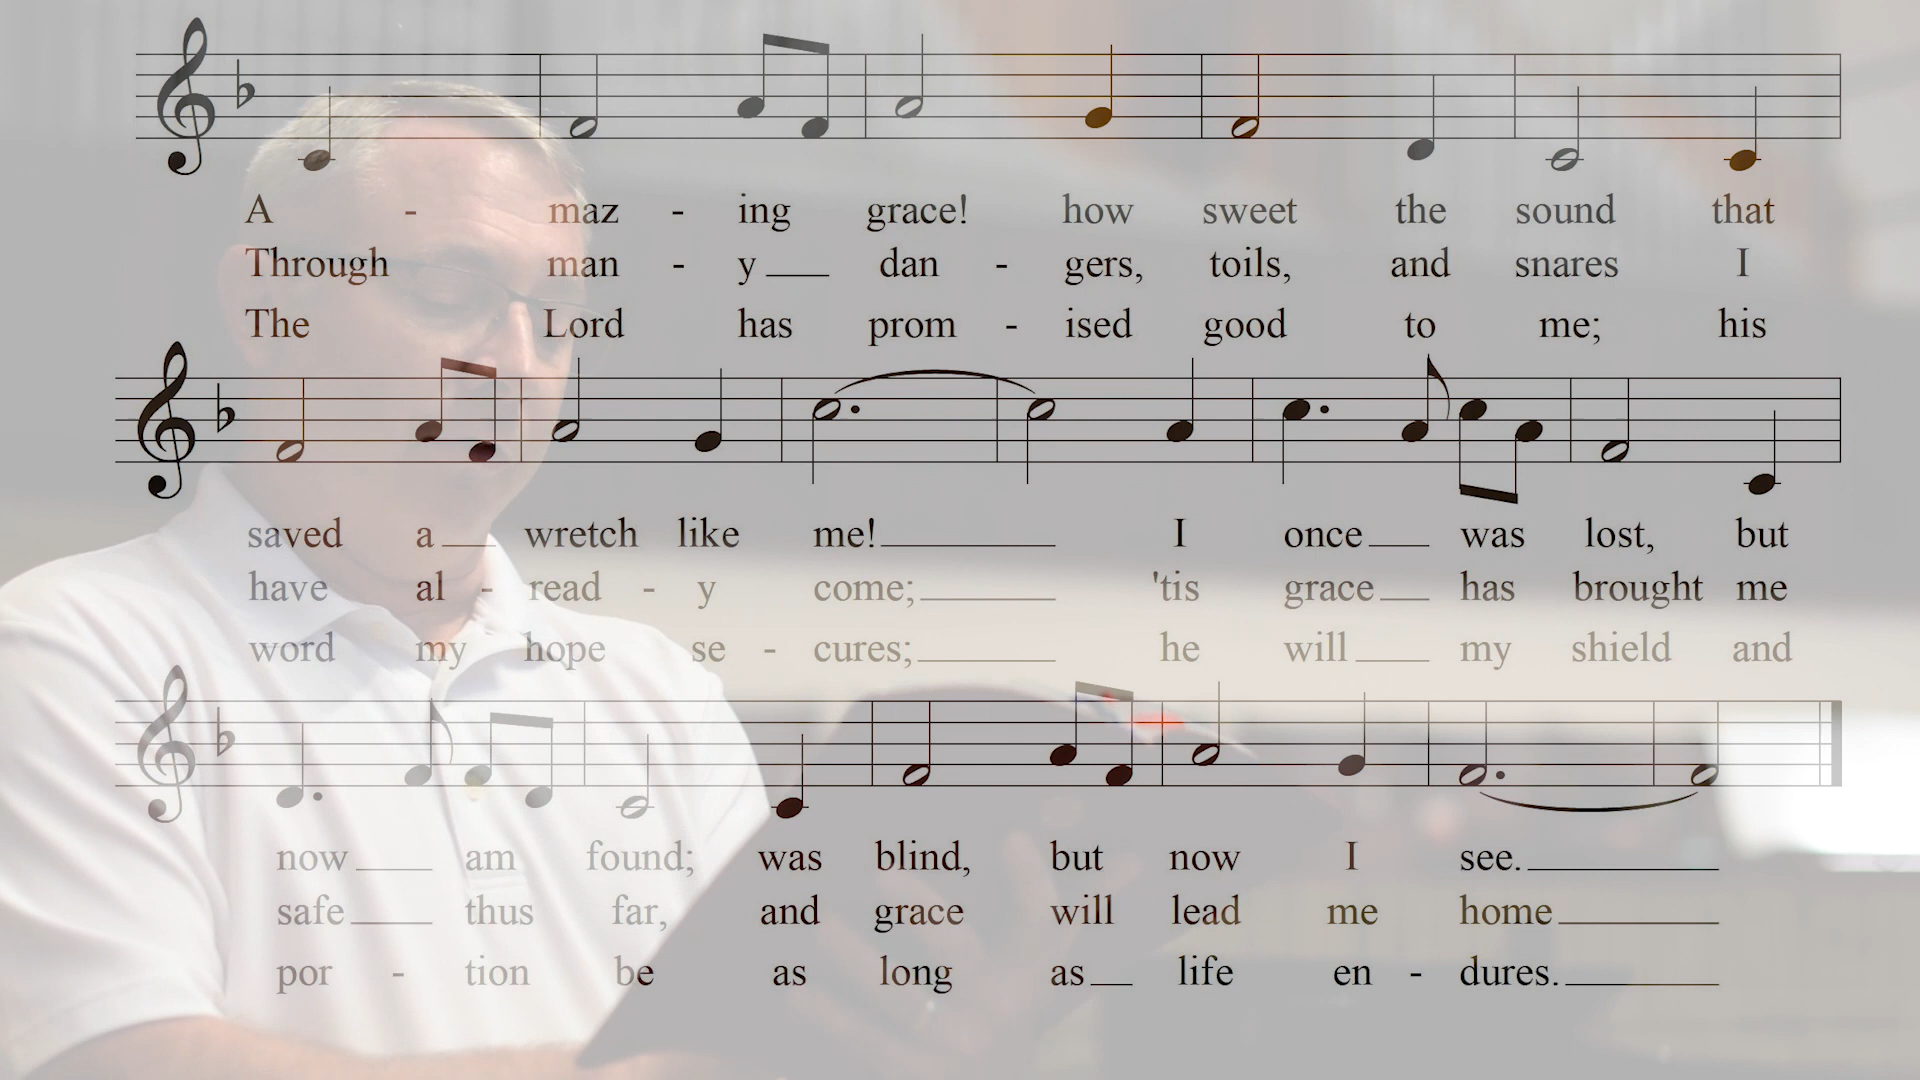 A - maz - ing grace! how sweet the sound that
Through man - y dan - gers, toils, and snares I
The Lord has prom - ised good to me; his
saved a wretch like me! I once was lost, but
have al - read - y come; 'tis grace has brought me
word my hope se - cures; he will my shield and
now am found; was blind, but now I see.
safe thus far, and grace will lead me home
por - tion be as long as life en - dures.